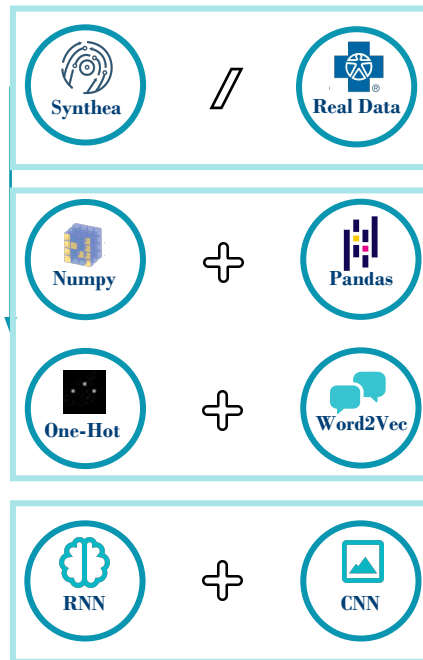 Synthea
Real Data
®
Numpy
Pandas
One-Hot
Word2Vec
RNN
CNN